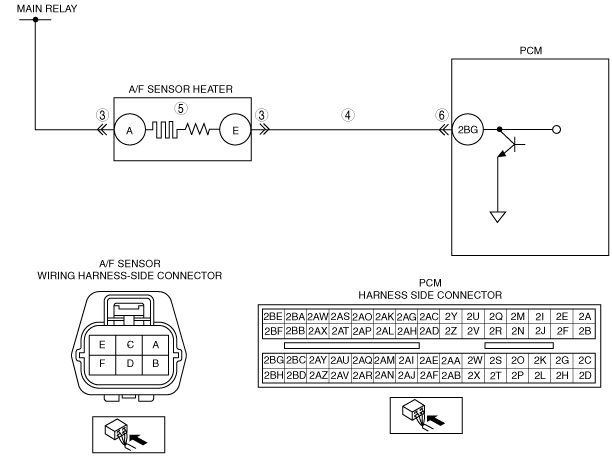 MAIN RELAY
PCM
A/F SENSOR HEATER
3 5 3 4 6
A E 2BG
A/F SENSOR
WIRING HARNESS-SIDE CONNECTOR
E C A
F D B
PCM
HARNESS SIDE CONNECTOR
2BE 2BA 2AW 2AS 2AO 2AK 2AG 2AC 2Y 2U 2Q 2M 2I 2E 2A
2BF 2BB 2AX 2AT 2AP 2AL 2AH 2AD 2Z 2V 2R 2N 2J 2F 2B
2BG 2BC 2AY 2AU 2AQ 2AM 2AI 2AE 2AA 2W 2S 2O 2K 2G 2C
2BH 2BD 2AZ 2AV 2AR 2AN 2AJ 2AF 2AB 2X 2T 2P 2L 2H 2D